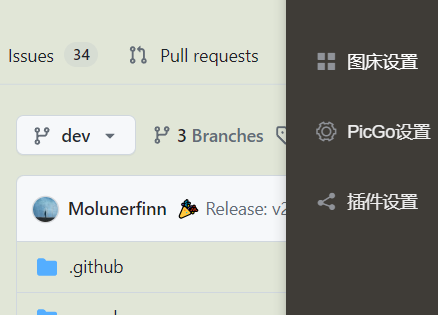 Issues 34 Pull requests
dev 3 Branches
Molunerfinn Release: v2
.github
图床设置
PicGo设置
插件设置